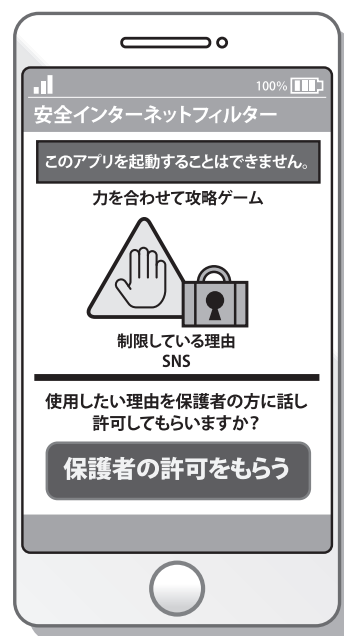 100%
安全インターネットフィルター
このアプリを起動することはできません。
力を合わせて攻略ゲーム
制限している理由
SNS
使用したい理由を保護者の方に話し
許可してもらいますか？
保護者の許可をもらう